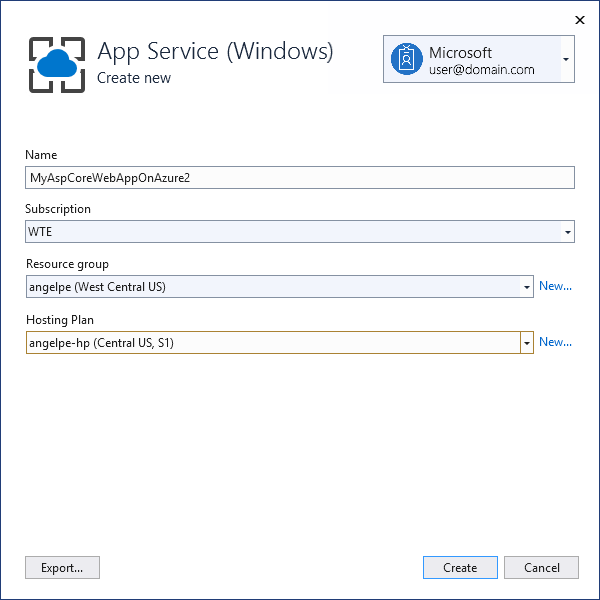 App Service (Windows)
Create new
Microsoft
user@domain.com
Name
MyAspCoreWebAppOnAzure2
Subscription
WTE
Resource group
angelpe (West Central US)
New...
Hosting Plan
angelpe-hp (Central US, S1)
New...
Export...
Create
Cancel